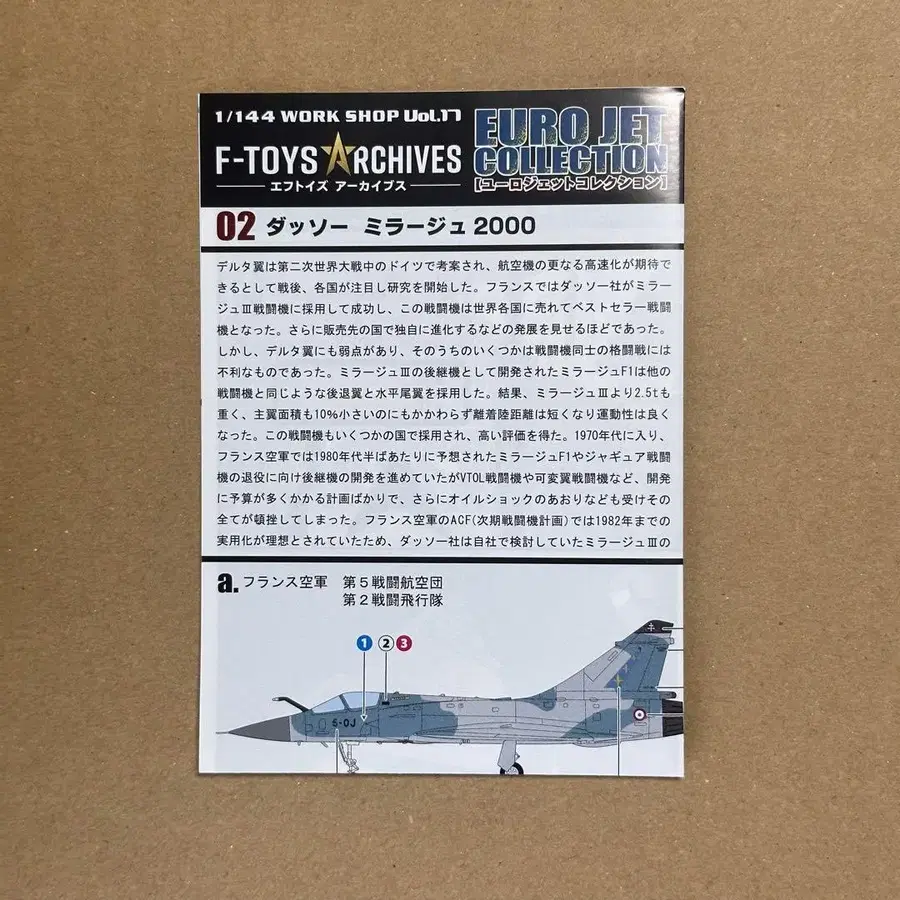 1/144 WORK SHOP Vol.17
F-TOYS ARCHIVES
エフトイズ アーカイブス
EURO JET
COLLECTION
[ユーロジェットコレクション]
02 ダッソー ミラージュ2000
デルタ翼は第二次世界大戦中のドイツで考案され、航空機の更なる高速化が期待で
きるとして戦後、各国が注目し研究を開始した。フランスではダッソー社がミラ
ージュⅢ戦闘機に採用して成功し、この戦闘機は世界各国に売れてベストセラー戦闘
機となった。さらに販売先の国で独自に進化するなどの発展を見せるほどであった。
しかし、デルタ翼にも弱点があり、そのうちのいくつかは戦闘機同士の格闘戦には
不利なものであった。ミラージュⅢの後継機として開発されたミラージュF1は他の
戦闘機と同じような後退翼と水平尾翼を採用した。結果、ミラージュⅢより2.5tも
重く、主翼面積も10%小さいのにもかかわらず離着陸距離は短くなり運動性は良く
なった。この戦闘機もいくつかの国で採用され、高い評価を得た。1970年代に入り、
フランス空軍では1980年代半ばあたりに予想されたミラージュF1やジャギュア戦闘
機の退役に向け後継機の開発を進めていたがVTOL戦闘機や可変翼戦闘機など、開発
に予算が多くかかる計画ばかりで、さらにオイルショックのあおりなども受けその
全てが頓挫してしまった。フランス空軍のACF(次期戦闘機計画)では1982年までの
実用化が理想とされていたため、ダッソー社は自社で検討していたミラージュⅢの
a. フランス空軍 第5戦闘航空団
第2戦闘飛行隊
1 2 3
5-OJ